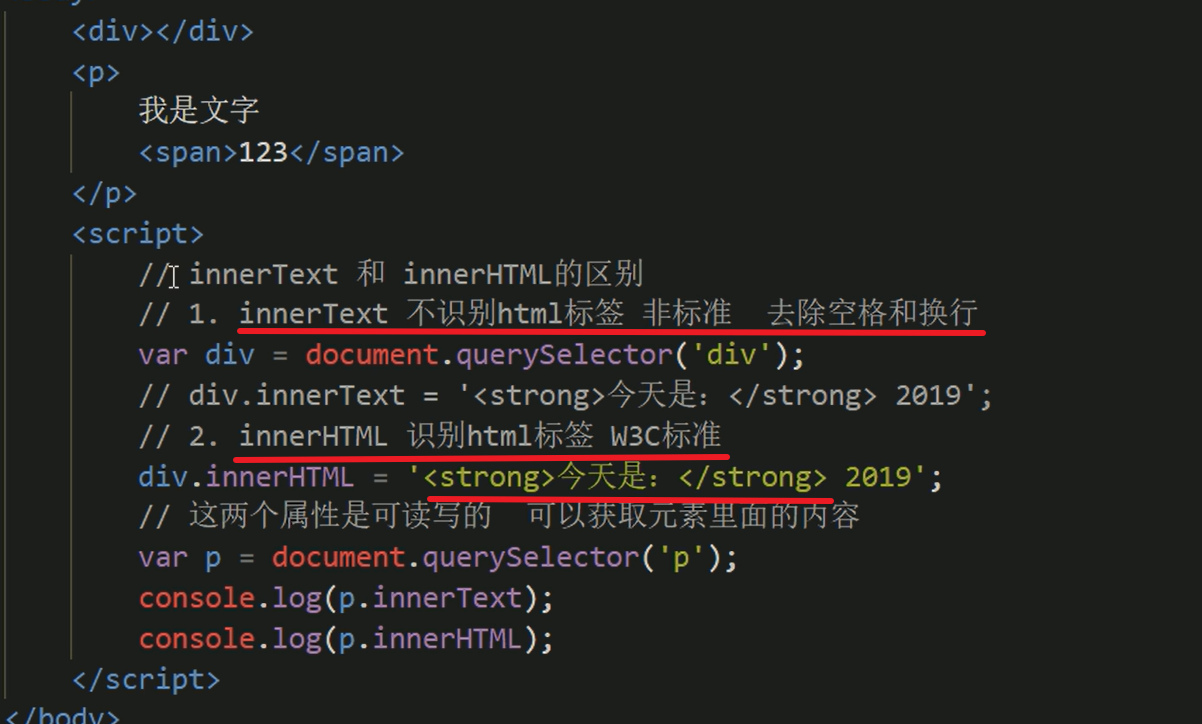 <div></div>
<p>
我是文字
<span>123</span>
</p>
<script>
// innerText 和 innerHTML的区别
// 1. innerText 不识别html标签 非标准  去除空格和换行
var div = document.querySelector('div');
// div.innerText = '<strong>今天是：</strong> 2019';
// 2. innerHTML 识别html标签 W3C标准
div.innerHTML = '<strong>今天是：</strong> 2019';
// 这两个属性是可读写的  可以获取元素里面的内容
var p = document.querySelector('p');
console.log(p.innerText);
console.log(p.innerHTML);
</script>
</body>